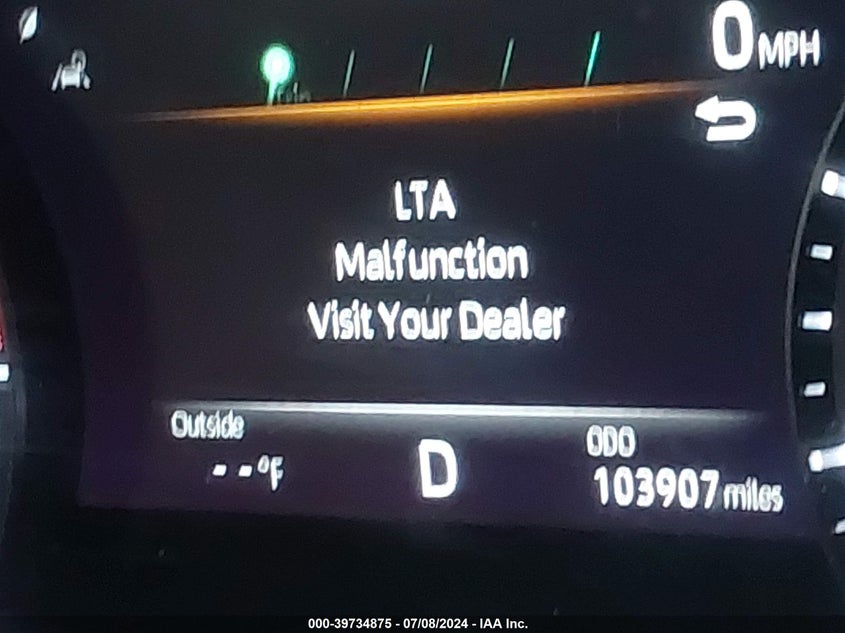 0 MPH
LTA
Malfunction
Visit Your Dealer
Outside
--°F
D
ODO
103907 miles
000-39734875 - 07/08/2024 - IAA Inc.